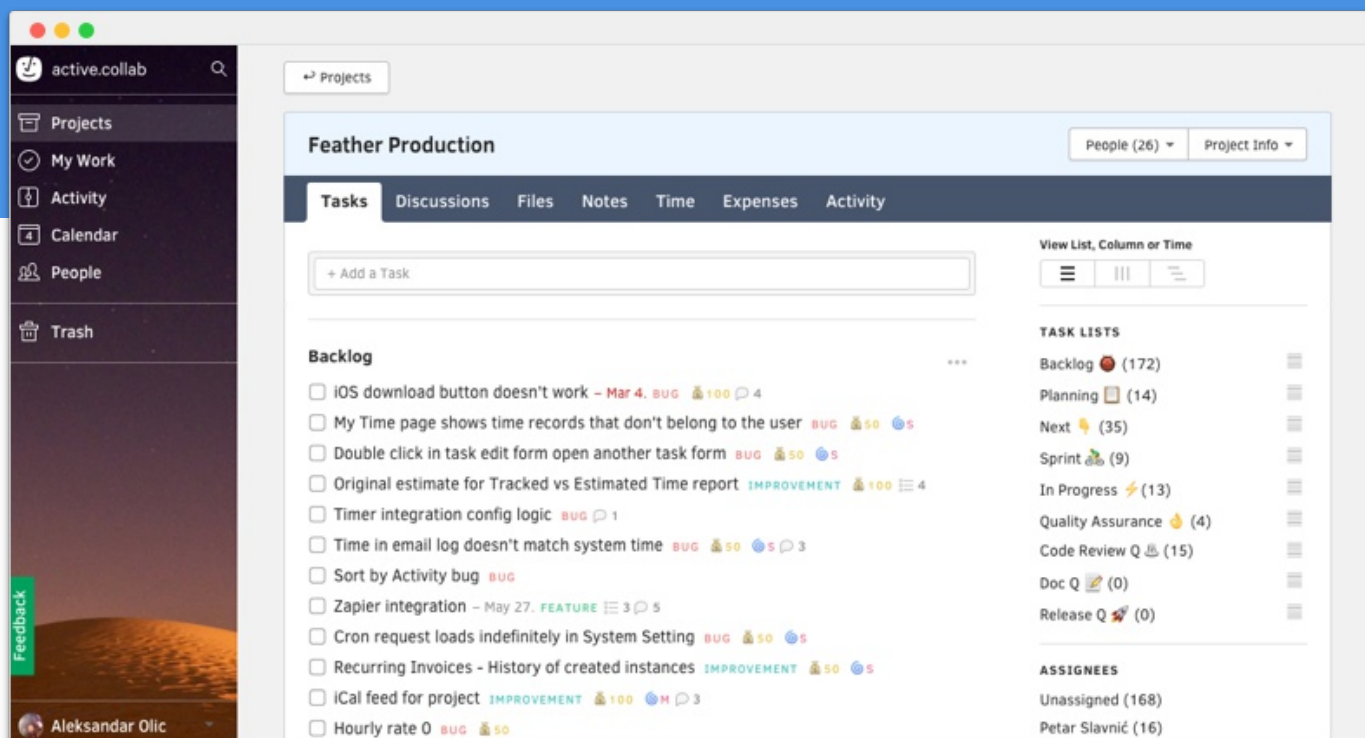 active.collab
Projects
My Work
Activity
4 Calendar
People
Trash
Feedback
Aleksandar Olic
↩ Projects
Feather Production
People (26)
Project Info
Tasks Discussions Files Notes Time Expenses Activity
+ Add a Task
Backlog
iOS download button doesn't work – Mar 4. BUG 💰100 💬 4
My Time page shows time records that don't belong to the user BUG 💰50 🌀S
Double click in task edit form open another task form BUG 💰50 🌀S
Original estimate for Tracked vs Estimated Time report IMPROVEMENT 💰100 4
Timer integration config logic BUG 💬 1
Time in email log doesn't match system time BUG 💰50 🌀S 💬 3
Sort by Activity bug BUG
Zapier integration – May 27. FEATURE 3 💬 5
Cron request loads indefinitely in System Setting BUG 💰50 🌀S
Recurring Invoices - History of created instances IMPROVEMENT 💰50 🌀S
iCal feed for project IMPROVEMENT 💰100 🌀M 💬 3
Hourly rate 0 BUG 💰50
View List, Column or Time
TASK LISTS
Backlog 🐞 (172)
Planning 📋 (14)
Next 👇 (35)
Sprint 🚴 (9)
In Progress ⚡ (13)
Quality Assurance 👌 (4)
Code Review Q ♨ (15)
Doc Q 📝 (0)
Release Q 🚀 (0)
ASSIGNEES
Unassigned (168)
Petar Slavnić (16)